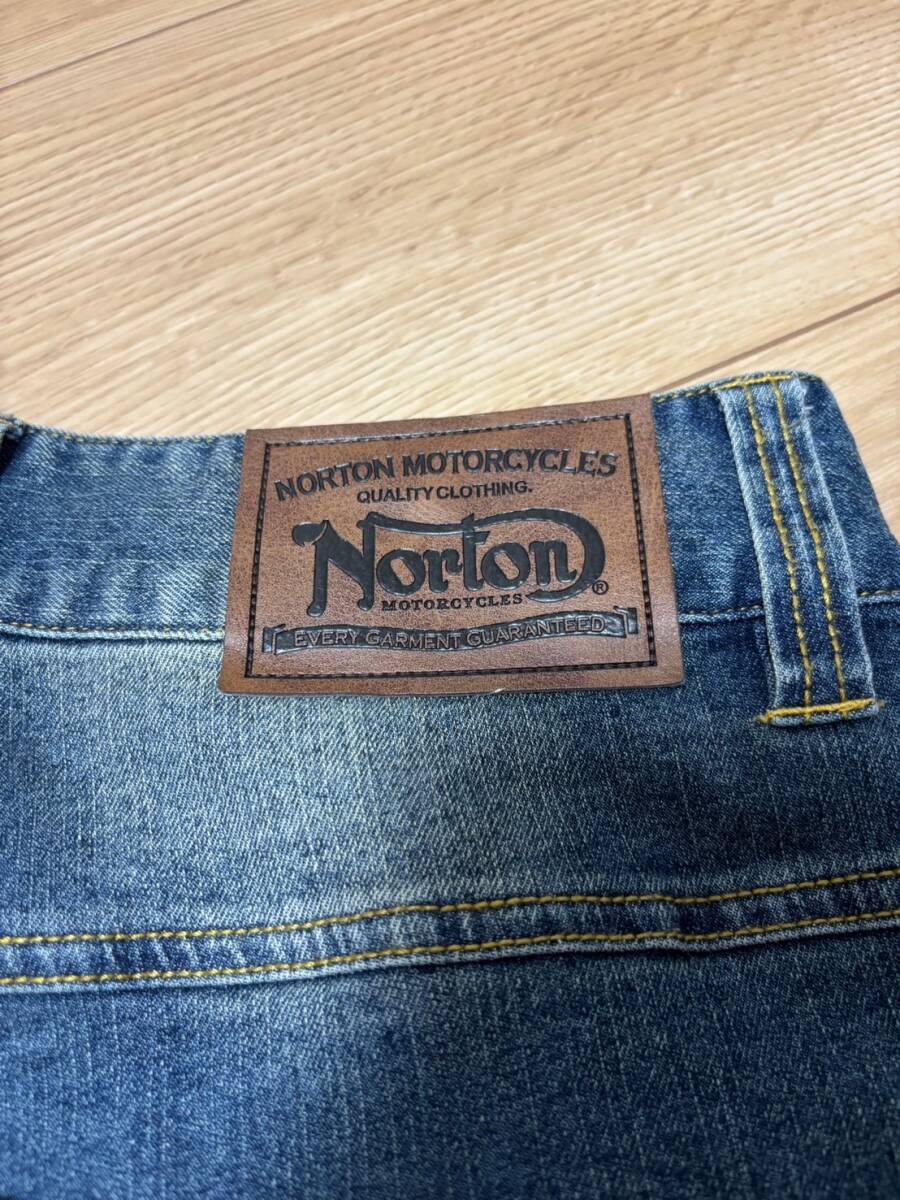 NORTON MOTORCYCLES
QUALITY CLOTHING.
Norton®
MOTORCYCLES
EVERY GARMENT GUARANTEED